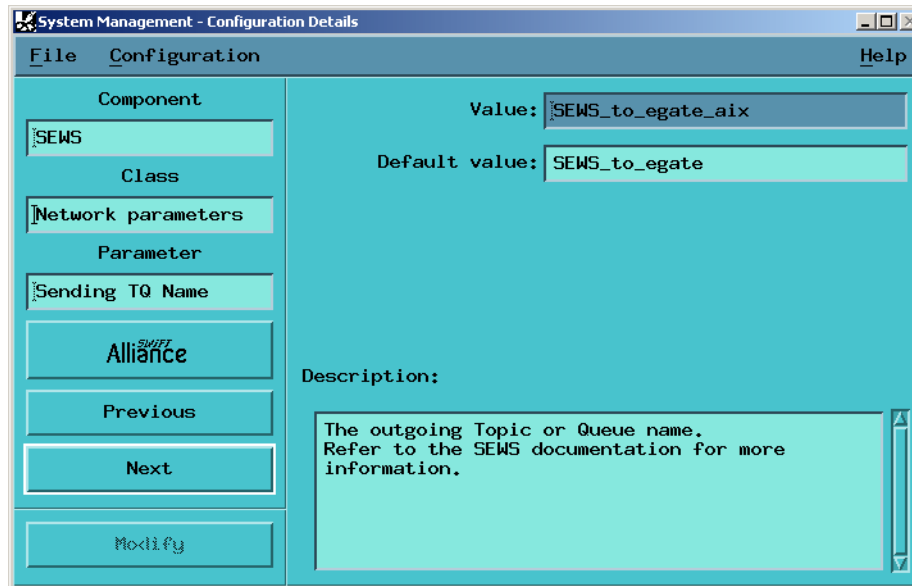 System Management - Configuration Details
File Configuration Help
Component
SEWS
Class
Network parameters
Parameter
Sending TQ Name
SWIFT
Alliance
Previous
Next
Modify
Value: SEWS_to_egate_aix
Default value: SEWS_to_egate
Description:
The outgoing Topic or Queue name.
Refer to the SEWS documentation for more
information.